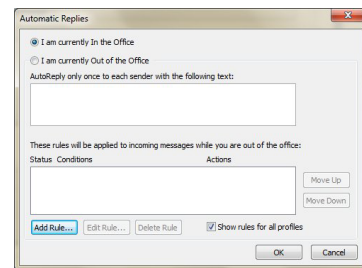 Automatic Replies
I am currently In the Office
I am currently Out of the Office
AutoReply only once to each sender with the following text:
These rules will be applied to incoming messages while you are out of the office:
Status Conditions Actions
Move Up
Move Down
Add Rule... Edit Rule... Delete Rule Show rules for all profiles
OK Cancel